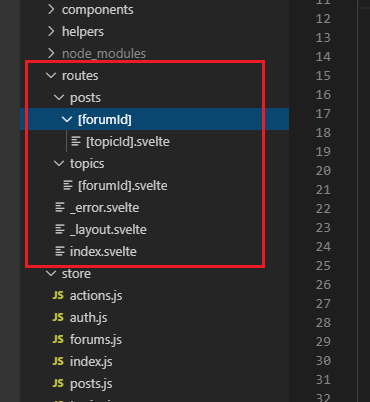 components
helpers
node_modules
routes
posts
[forumId]
[topicId].svelte
topics
[forumId].svelte
_error.svelte
_layout.svelte
index.svelte
store
JS actions.js
JS auth.js
JS forums.js
JS index.js
JS posts.js
11
12
13
14
15
16
17
18
19
20
21
22
23
24
25
26
27
28
29
30
31
32